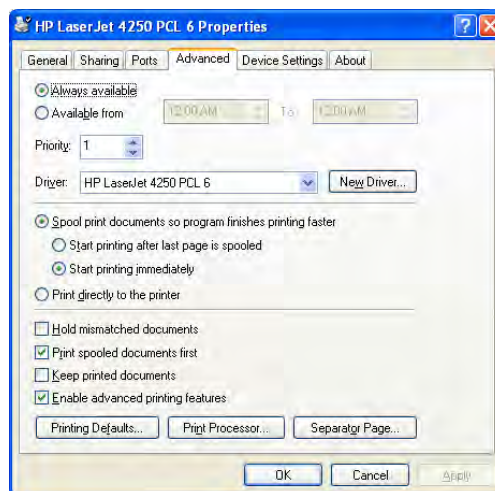 HP LaserJet 4250 PCL 6 Properties
General Sharing Ports Advanced Device Settings About
Always available
Available from 12:00 AM To 12:00 AM
Priority: 1
Driver: HP LaserJet 4250 PCL 6 New Driver...
Spool print documents so program finishes printing faster
Start printing after last page is spooled
Start printing immediately
Print directly to the printer
Hold mismatched documents
Print spooled documents first
Keep printed documents
Enable advanced printing features
Printing Defaults... Print Processor... Separator Page...
OK Cancel Apply